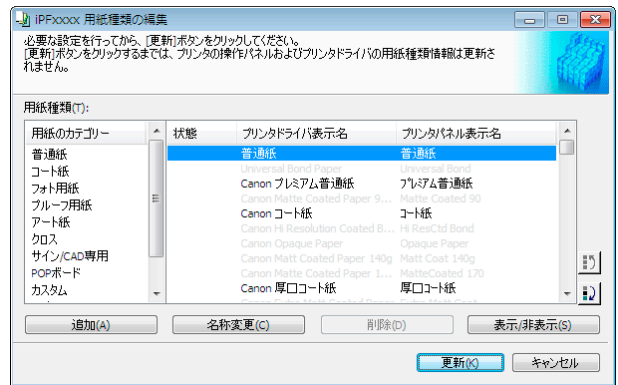 iPFxxxx 用紙種類の編集
必要な設定を行ってから、[更新]ボタンをクリックしてください。
[更新]ボタンをクリックするまでは、プリンタの操作パネルおよびプリンタドライバの用紙種類情報は更新さ
れません。
用紙種類(T):
用紙のカテゴリー
普通紙
コート紙
フォト用紙
プルーフ用紙
アート紙
クロス
サイン/CAD専用
POPボード
カスタム
状態 プリンタドライバ表示名 プリンタパネル表示名
普通紙 普通紙
Universal Bond Paper Universal Bond
Canon プレミアム普通紙 プレミアム普通紙
Canon Matte Coated Paper 9... Matte Coated 90
Canon コート紙 コート紙
Canon Hi Resolution Coated B... Hi ResCtd Bond
Canon Opaque Paper Opaque Paper
Canon Matt Coated Paper 140g Matt Coat 140g
Canon Matte Coated Paper 1... MatteCoated 170
Canon 厚口コート紙 厚口コート紙
追加(A) 名称変更(C) 削除(D) 表示/非表示(S)
更新(K) キャンセル